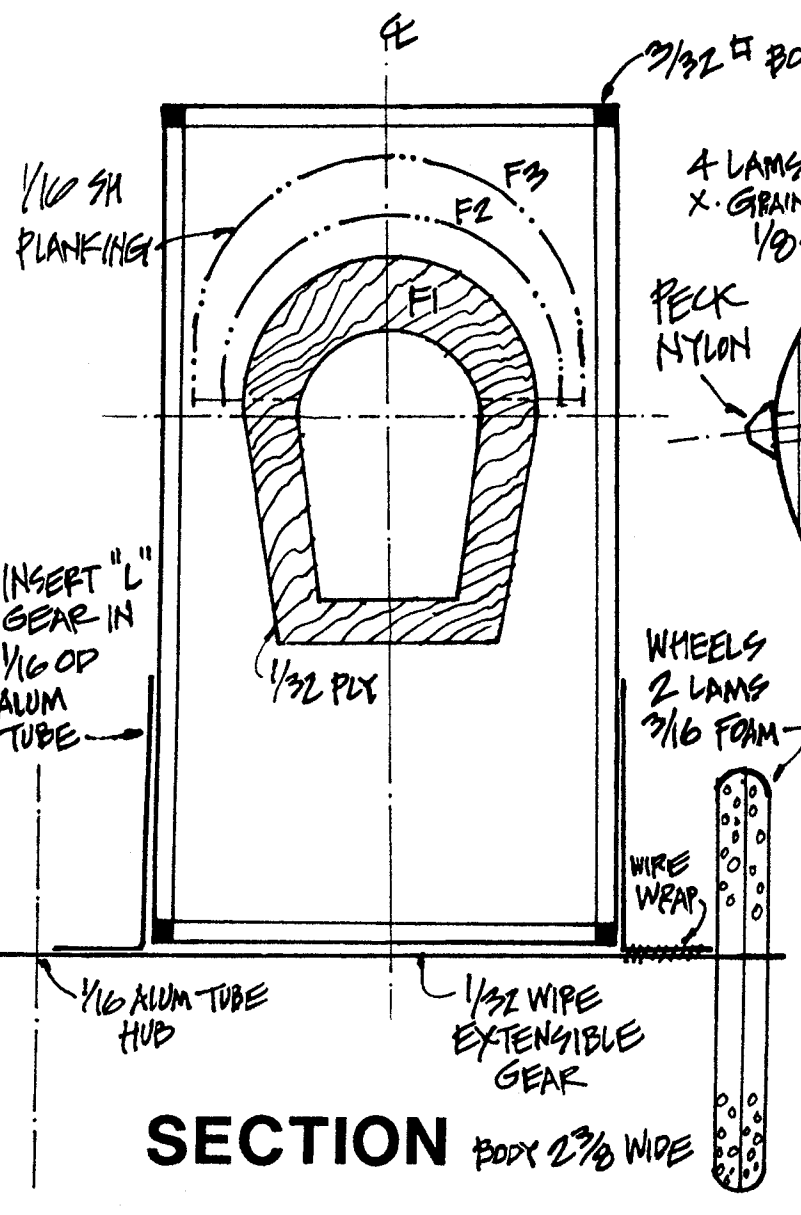 ℄
3/32 ⌑ BO
1/16 SH
PLANKING
F3
F2
F1
4 LAMS
X-GRAIN
1/8
PECK
NYLON
INSERT "L"
GEAR IN
1/16 OD
ALUM
TUBE
1/32 PLY
WHEELS
2 LAMS
3/16 FOAM
WIRE
WRAP
1/16 ALUM TUBE
HUB
1/32 WIRE
EXTENSIBLE
GEAR
SECTION
BODY 2 3/8 WIDE